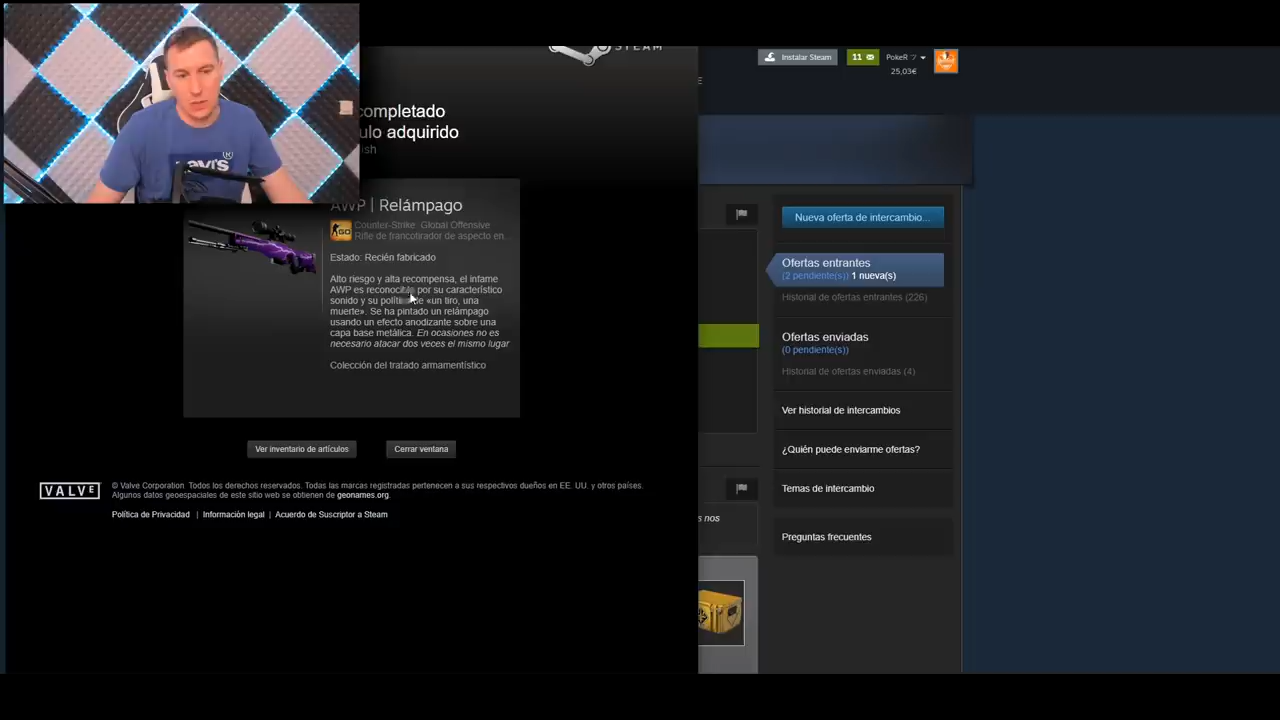 STEAM
Instalar Steam
11
PokeR ツ
25,03€
E
completado
ulo adquirido
sh
AWP | Relámpago
Counter-Strike: Global Offensive
Rifle de francotirador de aspecto en
Estado: Recién fabricado
Alto riesgo y alta recompensa, el infame
AWP es reconocido por su característico
sonido y su política de «un tiro, una
muerte». Se ha pintado un relámpago
usando un efecto anodizante sobre una
capa base metálica. En ocasiones no es
necesario atacar dos veces el mismo lugar
Colección del tratado armamentístico
Ver inventario de artículos
Cerrar ventana
VALVE
© Valve Corporation. Todos los derechos reservados. Todas las marcas registradas pertenecen a sus respectivos dueños en EE. UU. y otros países.
Algunos datos geoespaciales de este sitio web se obtienen de geonames.org.
Política de Privacidad | Información legal | Acuerdo de Suscriptor a Steam
Nueva oferta de intercambio...
Ofertas entrantes
(2 pendiente(s)) 1 nueva(s)
Historial de ofertas entrantes (226)
Ofertas enviadas
(0 pendiente(s))
Historial de ofertas enviadas (4)
Ver historial de intercambios
¿Quién puede enviarme ofertas?
Temas de intercambio
s nos
Preguntas frecuentes